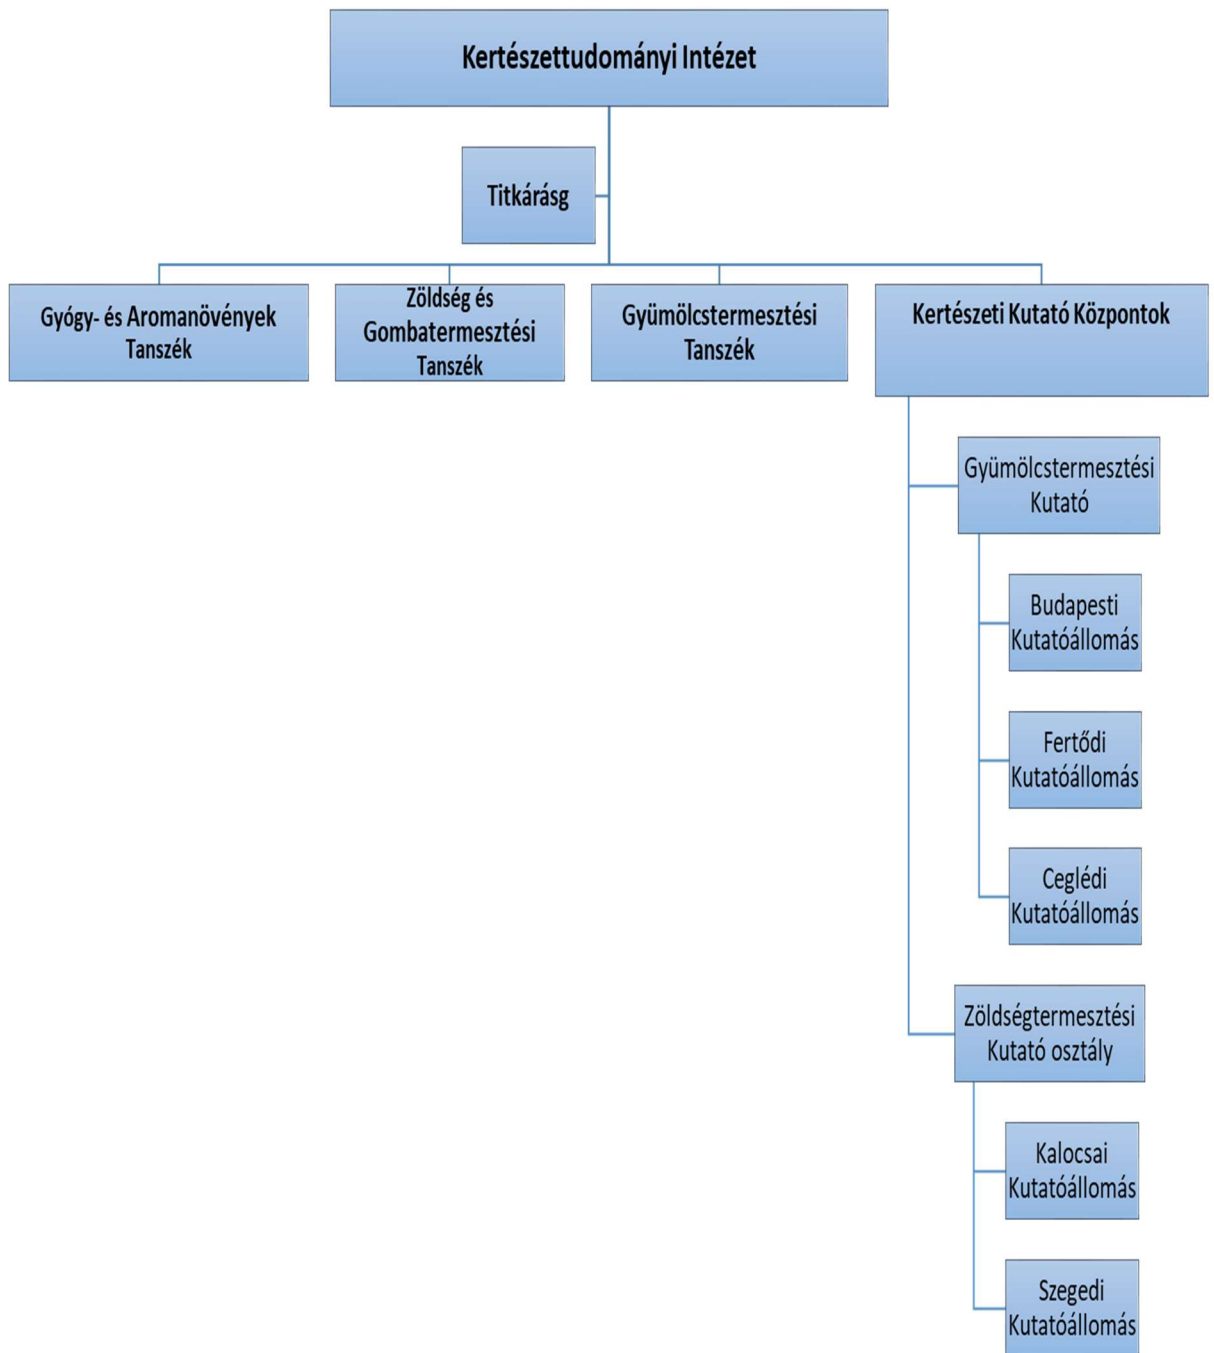 Kertészettudományi Intézet
Titkárásg
Gyógy- és Aromanövények
Tanszék
Zöldség és
Gombatermesztési
Tanszék
Gyümölcstermesztési
Tanszék
Kertészeti Kutató Központok
Gyümölcstermesztési
Kutató
Budapesti
Kutatóállomás
Fertődi
Kutatóállomás
Ceglédi
Kutatóállomás
Zöldségtermesztési
Kutató osztály
Kalocsai
Kutatóállomás
Szegedi
Kutatóállomás